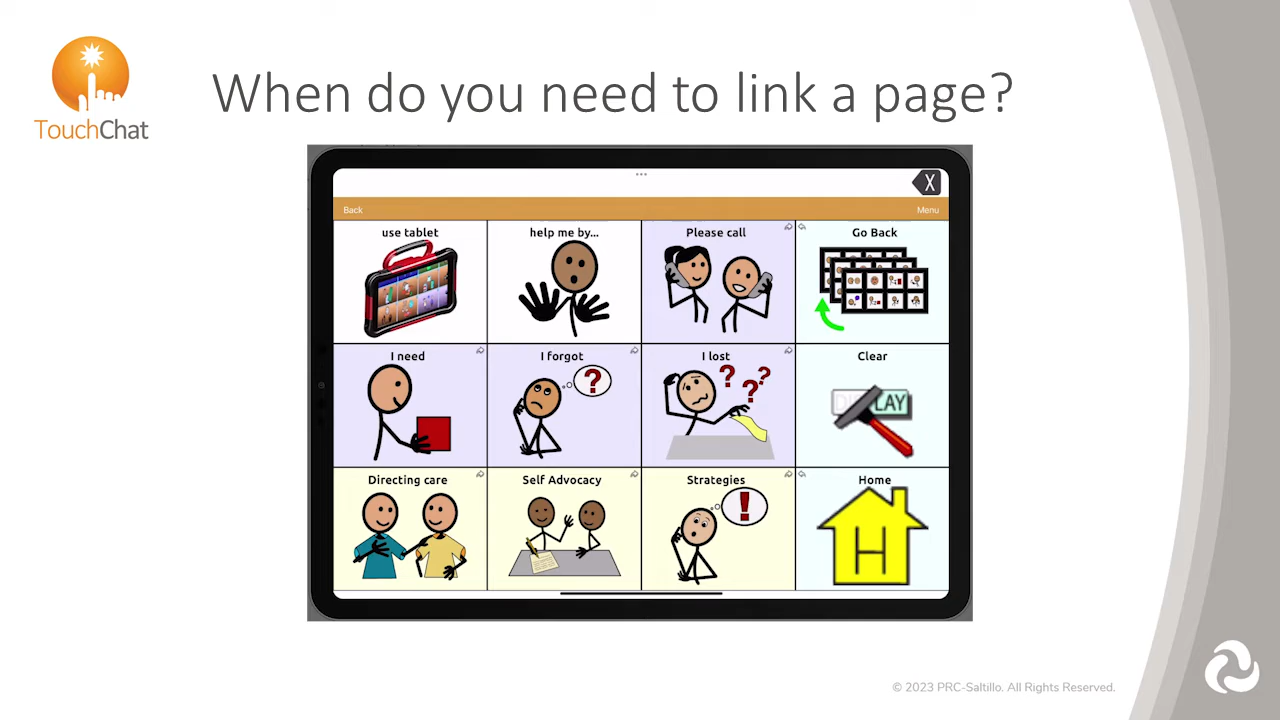 TouchChat
When do you need to link a page?
X
Back
Menu
use tablet
help me by...
Please call
Go Back
I need
?
I forgot
? ? ?
I lost
Clear
DISPLAY
Directing care
Self Advocacy
!
Strategies
Home
H
© 2023 PRC-Saltillo. All Rights Reserved.